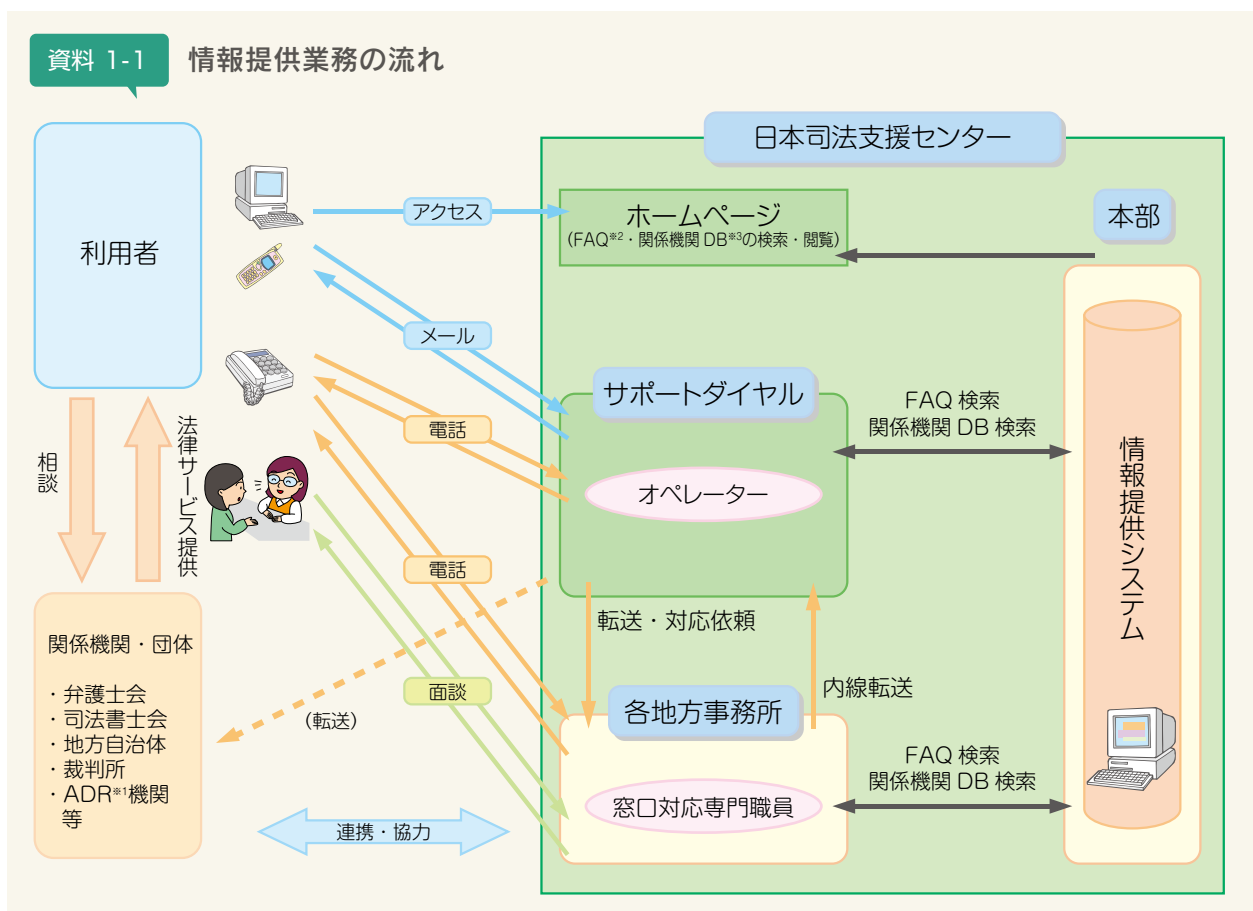 資料 1-1
情報提供業務の流れ
利用者
アクセス
メール
電話
電話
面談
相談
法律サービス提供
(転送)
連携・協力
関係機関・団体
・弁護士会
・司法書士会
・地方自治体
・裁判所
・ADR※1機関
等
日本司法支援センター
ホームページ
(FAQ※2・関係機関 DB※3の検索・閲覧)
本部
サポートダイヤル
オペレーター
FAQ 検索
関係機関 DB 検索
転送・対応依頼
内線転送
各地方事務所
窓口対応専門職員
FAQ 検索
関係機関 DB 検索
情報提供システム